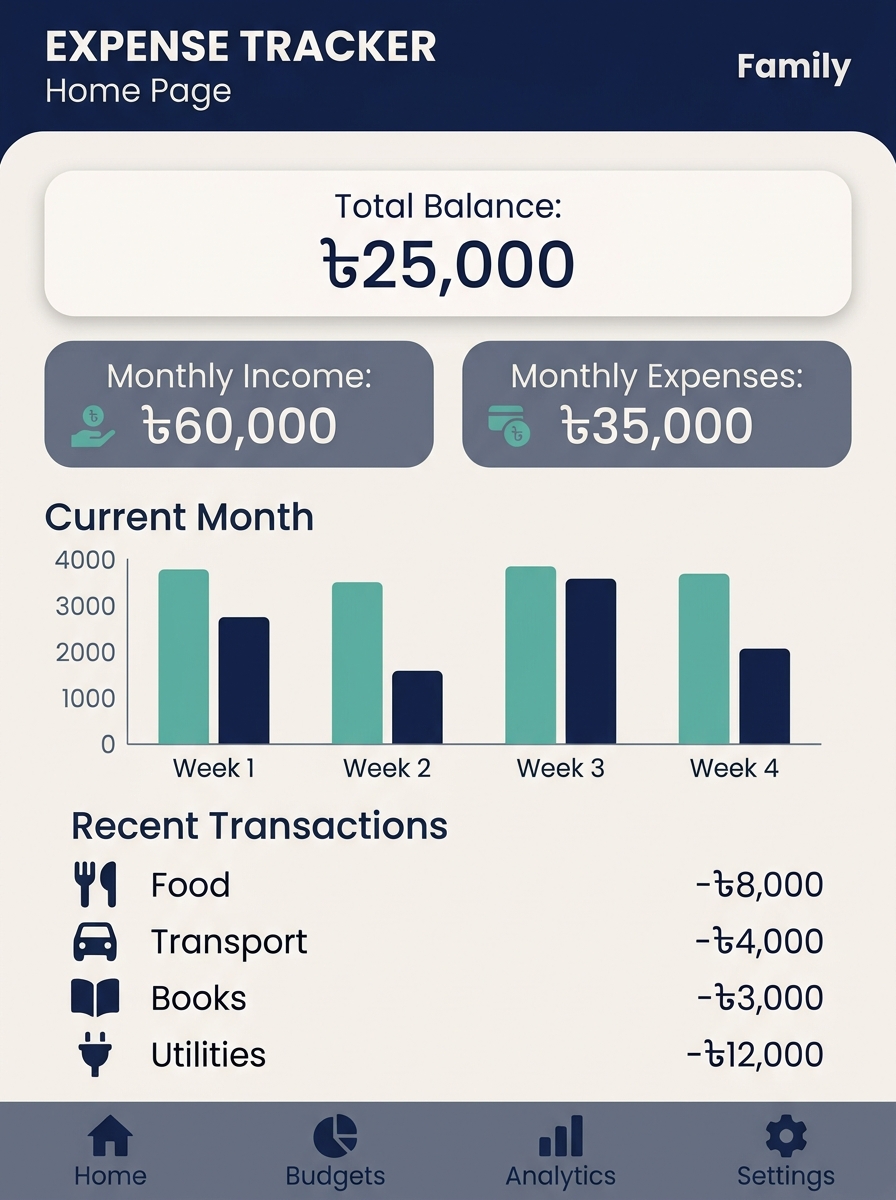 EXPENSE TRACKER
Home Page
Family
Total Balance:
৳25,000
Monthly Income:
৳60,000
Monthly Expenses:
৳35,000
Current Month
4000
3000
2000
1000
0
Week 1 Week 2 Week 3 Week 4
Recent Transactions
Food -৳8,000
Transport -৳4,000
Books -৳3,000
Utilities -৳12,000
Home Budgets Analytics Settings